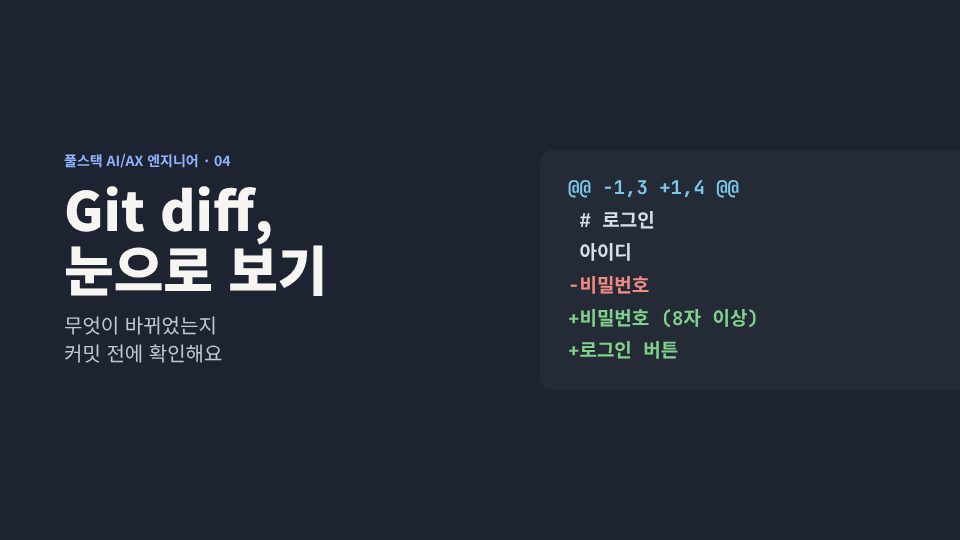 풀스택 AI/AX 엔지니어 · 04
Git diff,
눈으로 보기
무엇이 바뀌었는지
커밋 전에 확인해요
@@ -1,3 +1,4 @@
 # 로그인
 아이디
-비밀번호
+비밀번호 (8자 이상)
+로그인 버튼